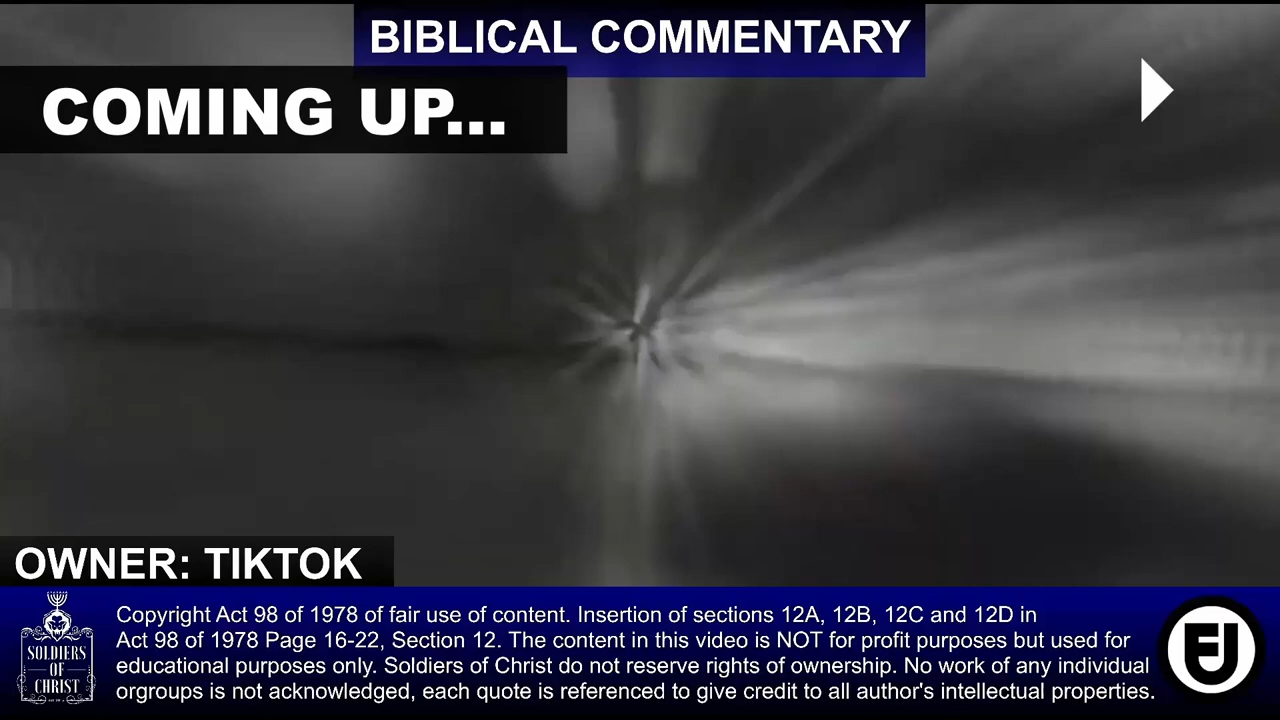 BIBLICAL COMMENTARY
COMING UP...
OWNER: TIKTOK
Copyright Act 98 of 1978 of fair use of content. Insertion of sections 12A, 12B, 12C and 12D in
Act 98 of 1978 Page 16-22, Section 12. The content in this video is NOT for profit purposes but used for
educational purposes only. Soldiers of Christ do not reserve rights of ownership. No work of any individual
orgroups is not acknowledged, each quote is referenced to give credit to all author's intellectual properties.
SOLDIERS
OF
CHRIST